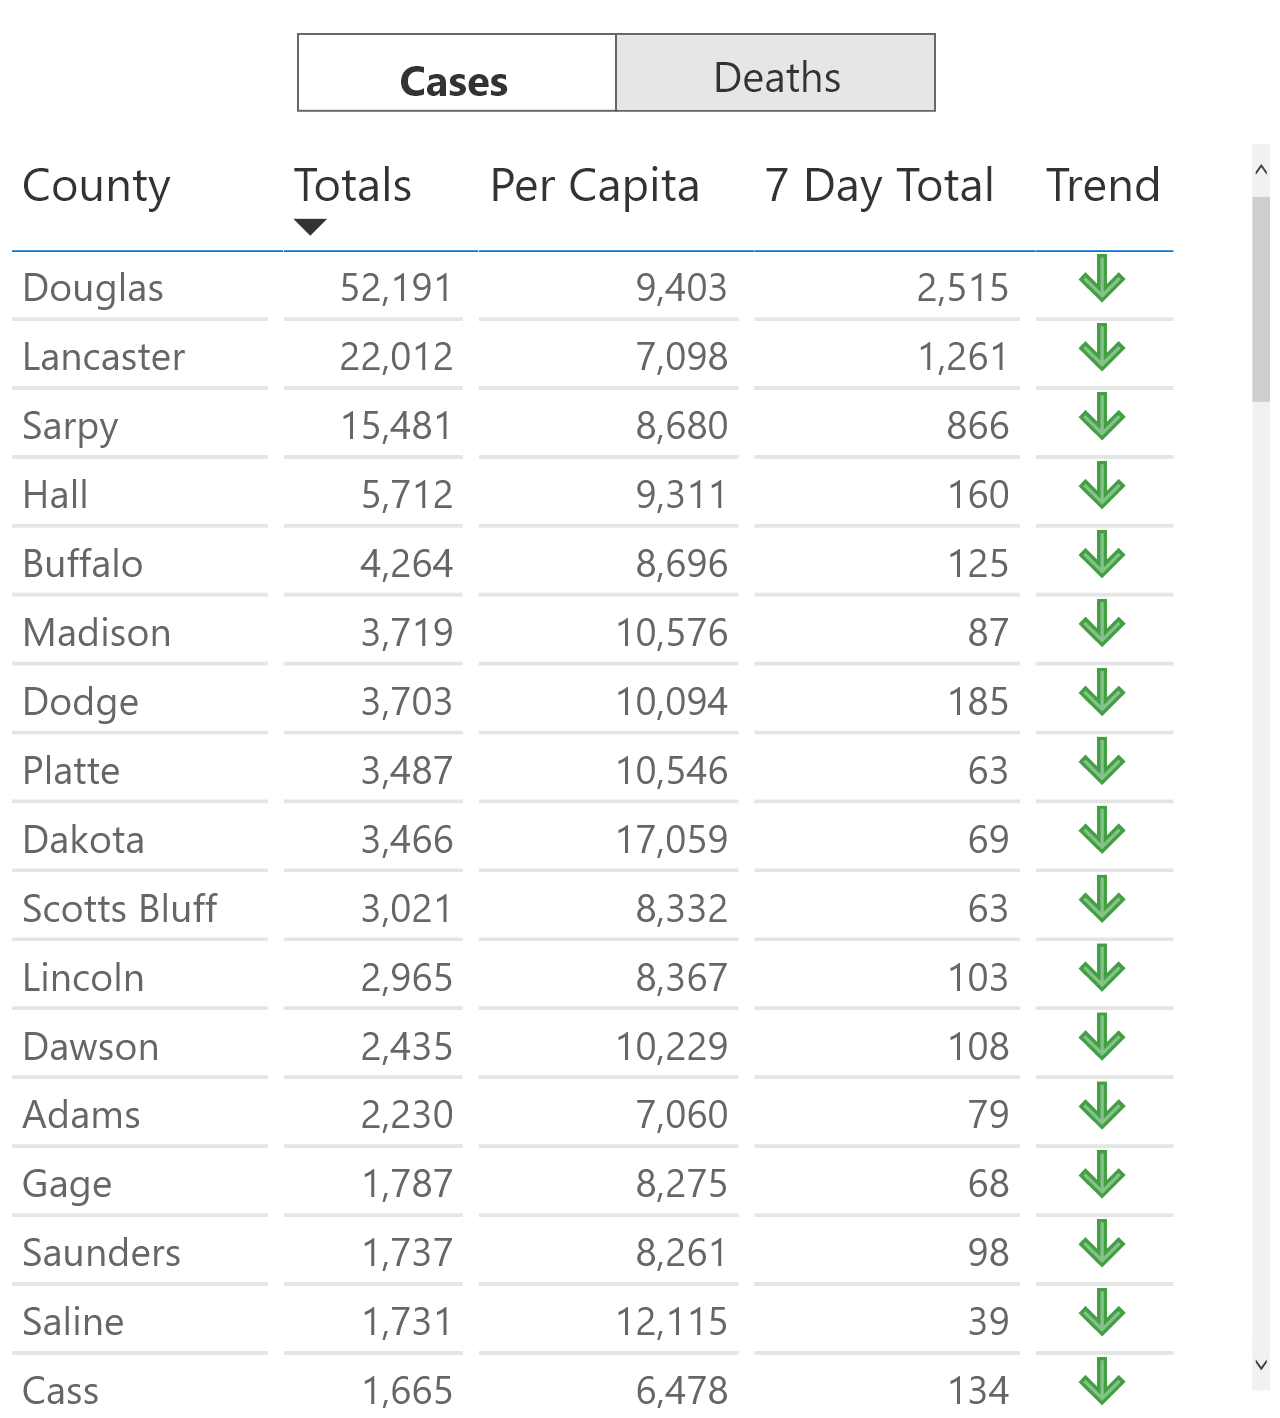 Cases Deaths
County Totals Per Capita 7 Day Total Trend
Douglas 52,191 9,403 2,515
Lancaster 22,012 7,098 1,261
Sarpy 15,481 8,680 866
Hall 5,712 9,311 160
Buffalo 4,264 8,696 125
Madison 3,719 10,576 87
Dodge 3,703 10,094 185
Platte 3,487 10,546 63
Dakota 3,466 17,059 69
Scotts Bluff 3,021 8,332 63
Lincoln 2,965 8,367 103
Dawson 2,435 10,229 108
Adams 2,230 7,060 79
Gage 1,787 8,275 68
Saunders 1,737 8,261 98
Saline 1,731 12,115 39
Cass 1,665 6,478 134